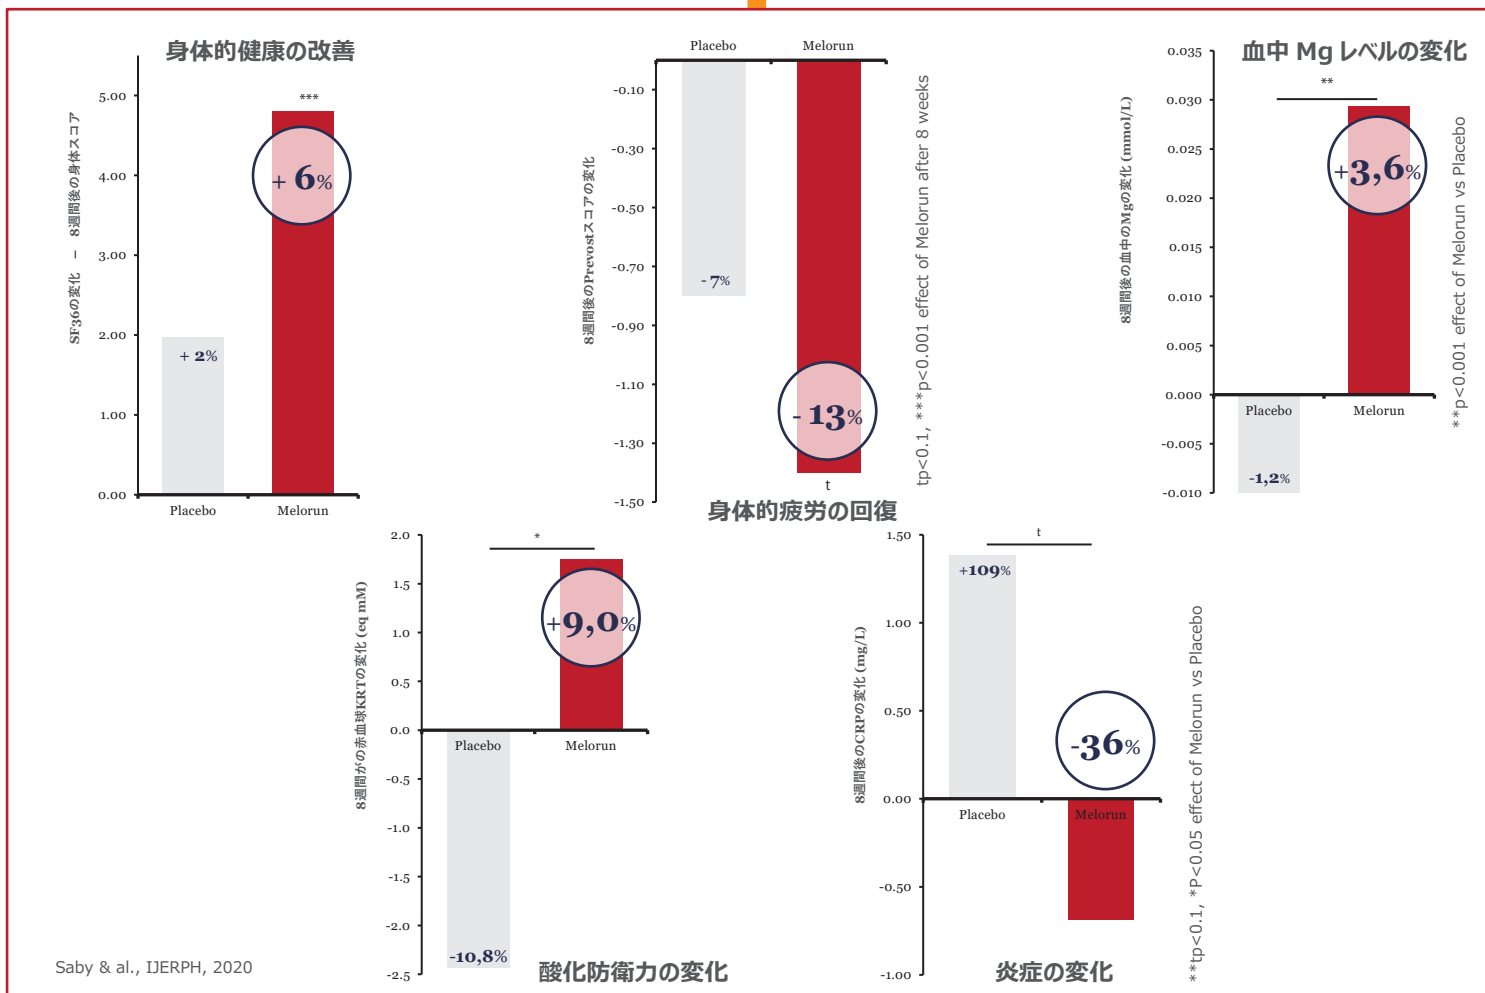 身体的健康の改善
SF36の変化 － 8週間後の身体スコア
5.00
4.00
3.00
2.00
1.00
0.00
***
+ 6%
+ 2%
Placebo
Melorun
Placebo
Melorun
8週間後のPrevostスコアの変化
-0.10
-0.30
-0.50
-0.70
-0.90
-1.10
-1.30
-1.50
- 7%
- 13%
t
身体的疲労の回復
tp<0.1, ***p<0.001 effect of Melorun after 8 weeks
血中 Mg レベルの変化
8週間後の血中のMgの変化 (mmol/L)
0.035
0.030
0.025
0.020
0.015
0.010
0.005
0.000
-0.005
-0.010
**
+3,6%
Placebo
Melorun
-1,2%
**p<0.001 effect of Melorun vs Placebo
8週間がの赤血球KRTの変化 (eq mM)
2.0
1.5
1.0
0.5
0.0
-0.5
-1.0
-1.5
-2.0
-2.5
*
+9,0%
Placebo
Melorun
-10,8%
酸化防衛力の変化
8週間後のCRPの変化 (mg/L)
1.50
1.00
0.50
0.00
-0.50
-1.00
t
+109%
-36%
Placebo
Melorun
炎症の変化
**tp<0.1, *P<0.05 effect of Melorun vs Placebo
Saby & al., IJERPH, 2020